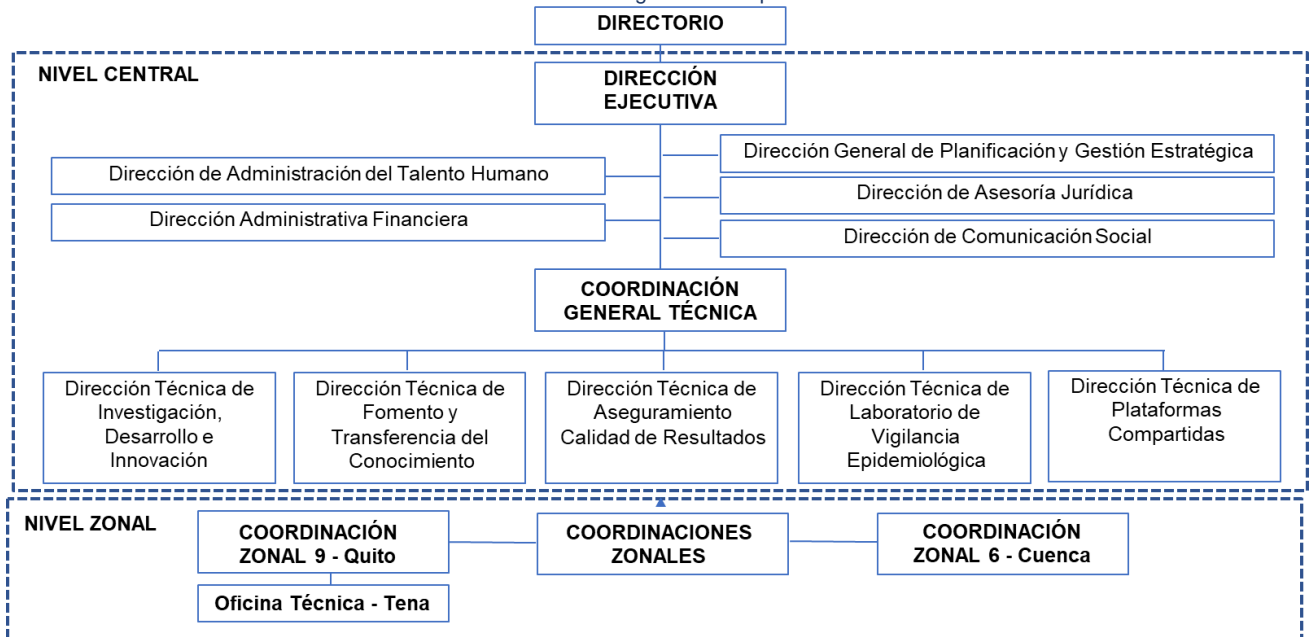 DIRECTORIO
NIVEL CENTRAL
DIRECCIÓN
EJECUTIVA
Dirección de Administración del Talento Humano
Dirección Administrativa Financiera
Dirección General de Planificación y Gestión Estratégica
Dirección de Asesoría Jurídica
Dirección de Comunicación Social
COORDINACIÓN
GENERAL TÉCNICA
Dirección Técnica de
Investigación,
Desarrollo e
Innovación
Dirección Técnica de
Fomento y
Transferencia del
Conocimiento
Dirección Técnica de
Aseguramiento
Calidad de Resultados
Dirección Técnica de
Laboratorio de
Vigilancia
Epidemiológica
Dirección Técnica de
Plataformas
Compartidas
NIVEL ZONAL
COORDINACIÓN
ZONAL 9 - Quito
COORDINACIONES
ZONALES
COORDINACIÓN
ZONAL 6 - Cuenca
Oficina Técnica - Tena